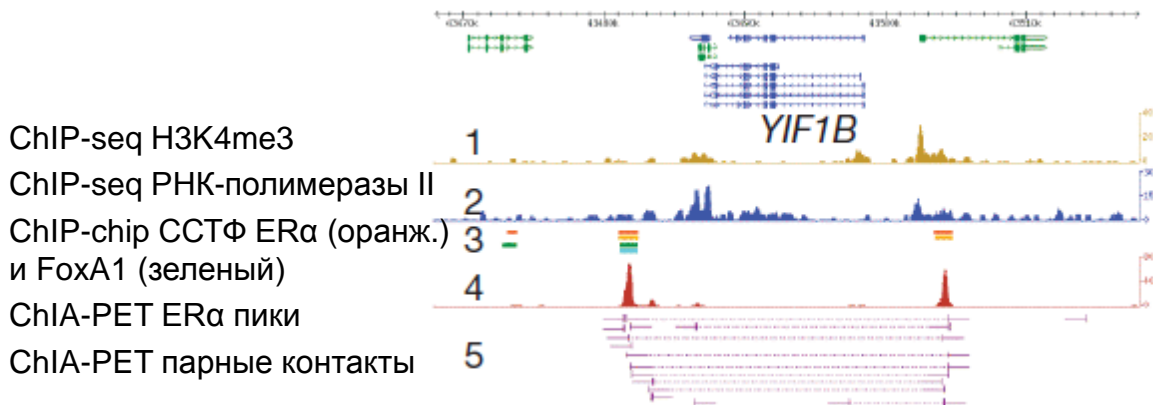 YIF1B
ChIP-seq H3K4me3
1
ChIP-seq РНК-полимеразы II
2
ChIP-chip ССТФ ERα (оранж.)
и FoxA1 (зеленый)
3
ChIA-PET ERα пики
4
ChIA-PET парные контакты
5